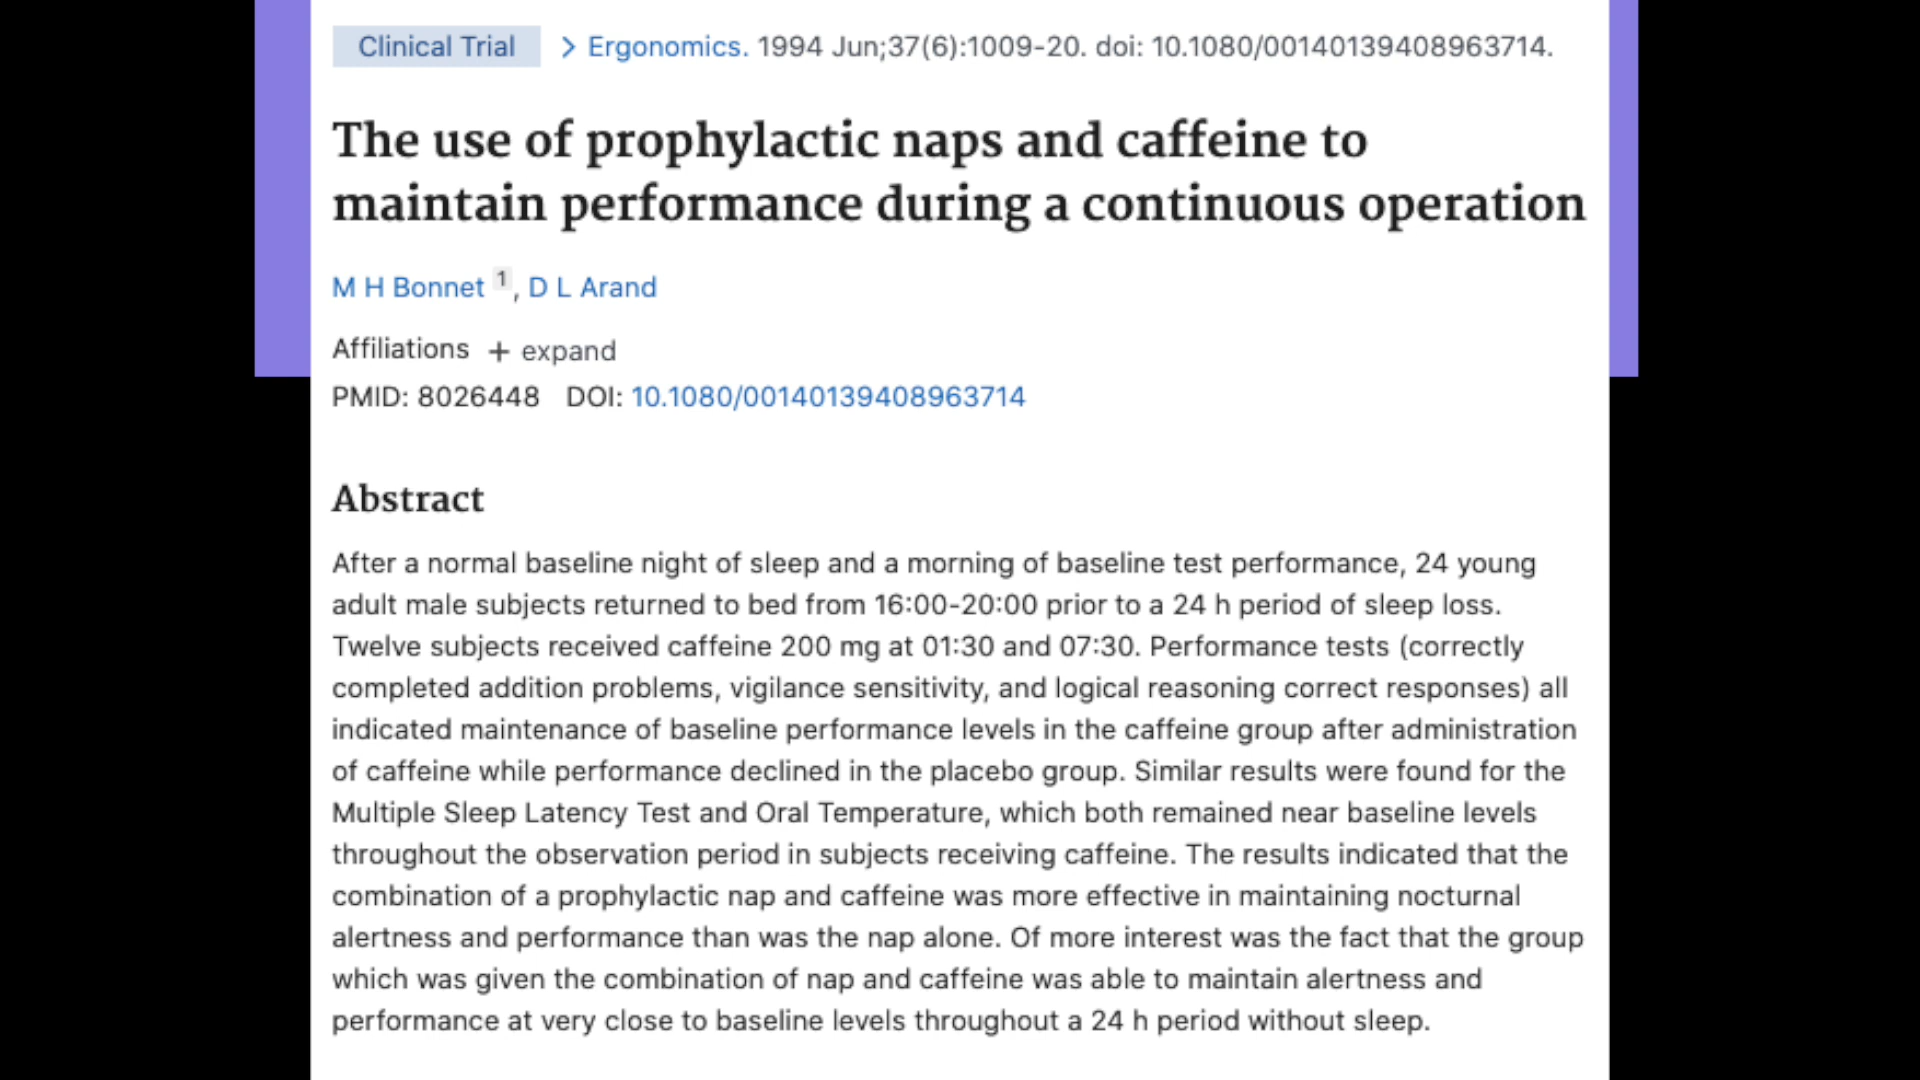 Clinical Trial > Ergonomics. 1994 Jun;37(6):1009-20. doi: 10.1080/00140139408963714.
The use of prophylactic naps and caffeine to
maintain performance during a continuous operation
M H Bonnet 1, D L Arand
Affiliations + expand
PMID: 8026448 DOI: 10.1080/00140139408963714
Abstract
After a normal baseline night of sleep and a morning of baseline test performance, 24 young
adult male subjects returned to bed from 16:00-20:00 prior to a 24 h period of sleep loss.
Twelve subjects received caffeine 200 mg at 01:30 and 07:30. Performance tests (correctly
completed addition problems, vigilance sensitivity, and logical reasoning correct responses) all
indicated maintenance of baseline performance levels in the caffeine group after administration
of caffeine while performance declined in the placebo group. Similar results were found for the
Multiple Sleep Latency Test and Oral Temperature, which both remained near baseline levels
throughout the observation period in subjects receiving caffeine. The results indicated that the
combination of a prophylactic nap and caffeine was more effective in maintaining nocturnal
alertness and performance than was the nap alone. Of more interest was the fact that the group
which was given the combination of nap and caffeine was able to maintain alertness and
performance at very close to baseline levels throughout a 24 h period without sleep.